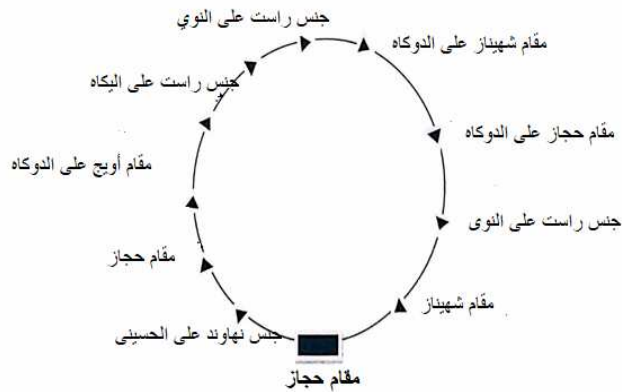 جنس راست على النوي
مقام شهيناز على الدوكاه
جنس راست على اليكاه
مقام حجاز على الدوكاه
مقام أويج على الدوكاه
جنس راست على النوى
مقام حجاز
مقام شهيناز
جنس نهاوند على الحسينى
مقام حجاز